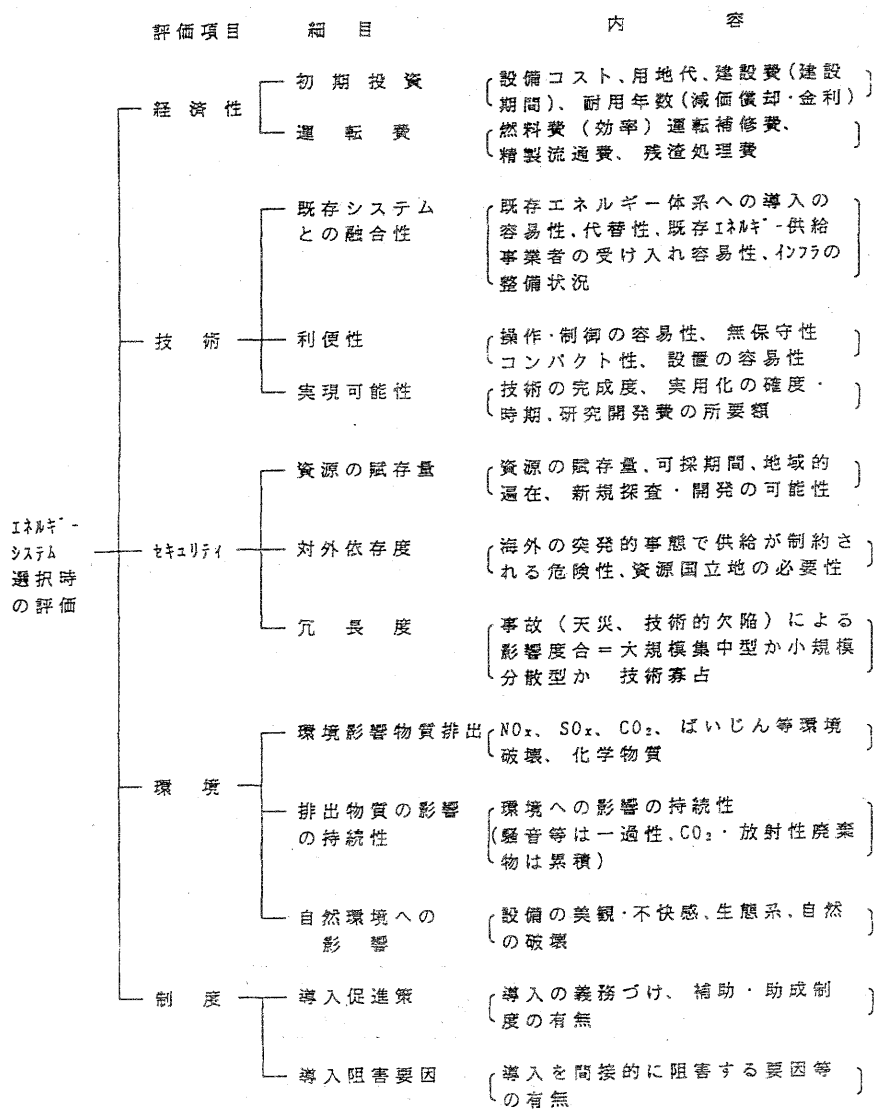 評価項目 細目 内容
初期投資
設備コスト、用地代、建設費(建設
期間)、耐用年数(減価償却・金利)
経済性
運転費
燃料費(効率)運転補修費、
精製流通費、残渣処理費
既存システム
との融合性
既存エネルギー体系への導入の
容易性、代替性、既存ｴﾈﾙｷﾞｰ供給
事業者の受け入れ容易性、ｲﾝﾌﾗの
整備状況
技術
利便性
操作・制御の容易性、無保守性
コンパクト性、設置の容易性
実現可能性
技術の完成度、実用化の確度・
時期、研究開発費の所要額
資源の賦存量
資源の賦存量、可採期間、地域的
遍在、新規探査・開発の可能性
ｴﾈﾙｷﾞｰ
ｼｽﾃﾑ
選択時
の評価
ｾｷｭﾘﾃｨ
対外依存度
海外の突発的事態で供給が制約さ
れる危険性、資源国立地の必要性
冗長度
事故(天災、技術的欠陥)による
影響度合=大規模集中型か小規模
分散型か 技術寡占
環境影響物質排出
NOx、SOx、CO₂、ばいじん等環境
破壊、化学物質
環境
排出物質の影響
の持続性
環境への影響の持続性
(騒音等は一過性、CO₂・放射性廃棄
物は累積)
自然環境への
影響
設備の美観・不快感、生態系、自然
の破壊
制度
導入促進策
導入の義務づけ、補助・助成制
度の有無
導入阻害要因
導入を間接的に阻害する要因等
の有無